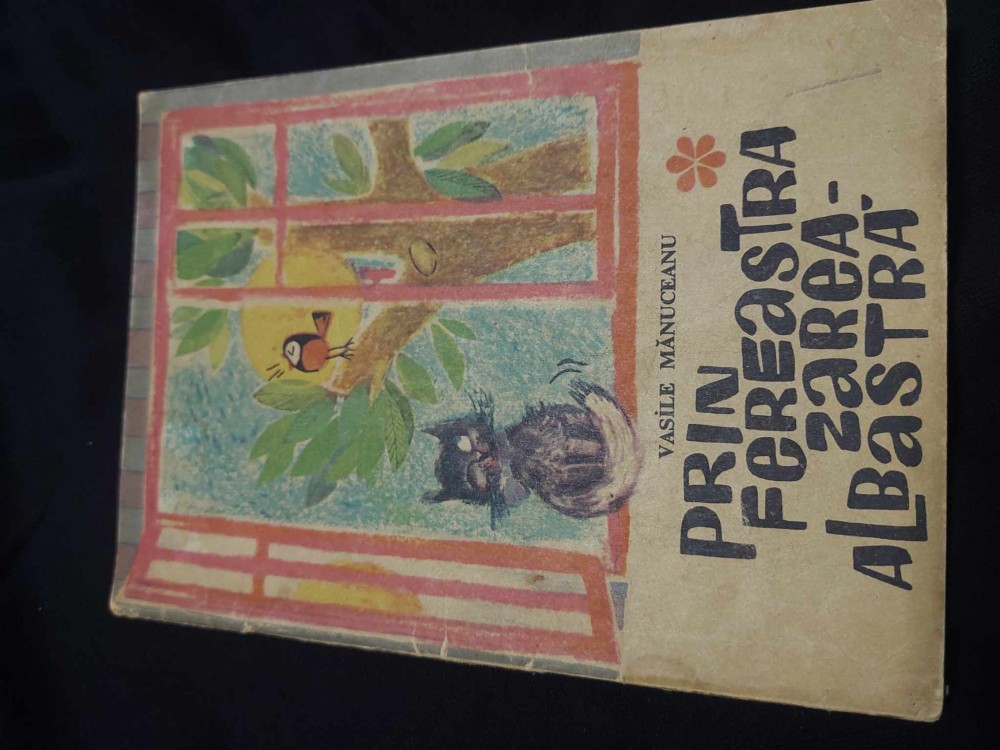 VASILE MĂNUCEANU
PRIN
FEREASTRA
ZAREA-
ALBASTRĂ